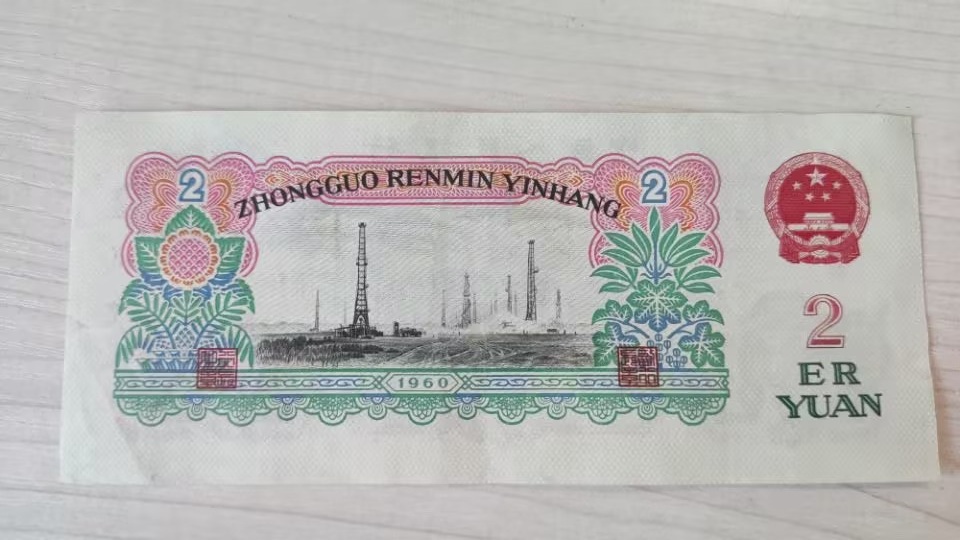 2
ZHONGGUO RENMIN YINHANG
2
1960
2
ER
YUAN